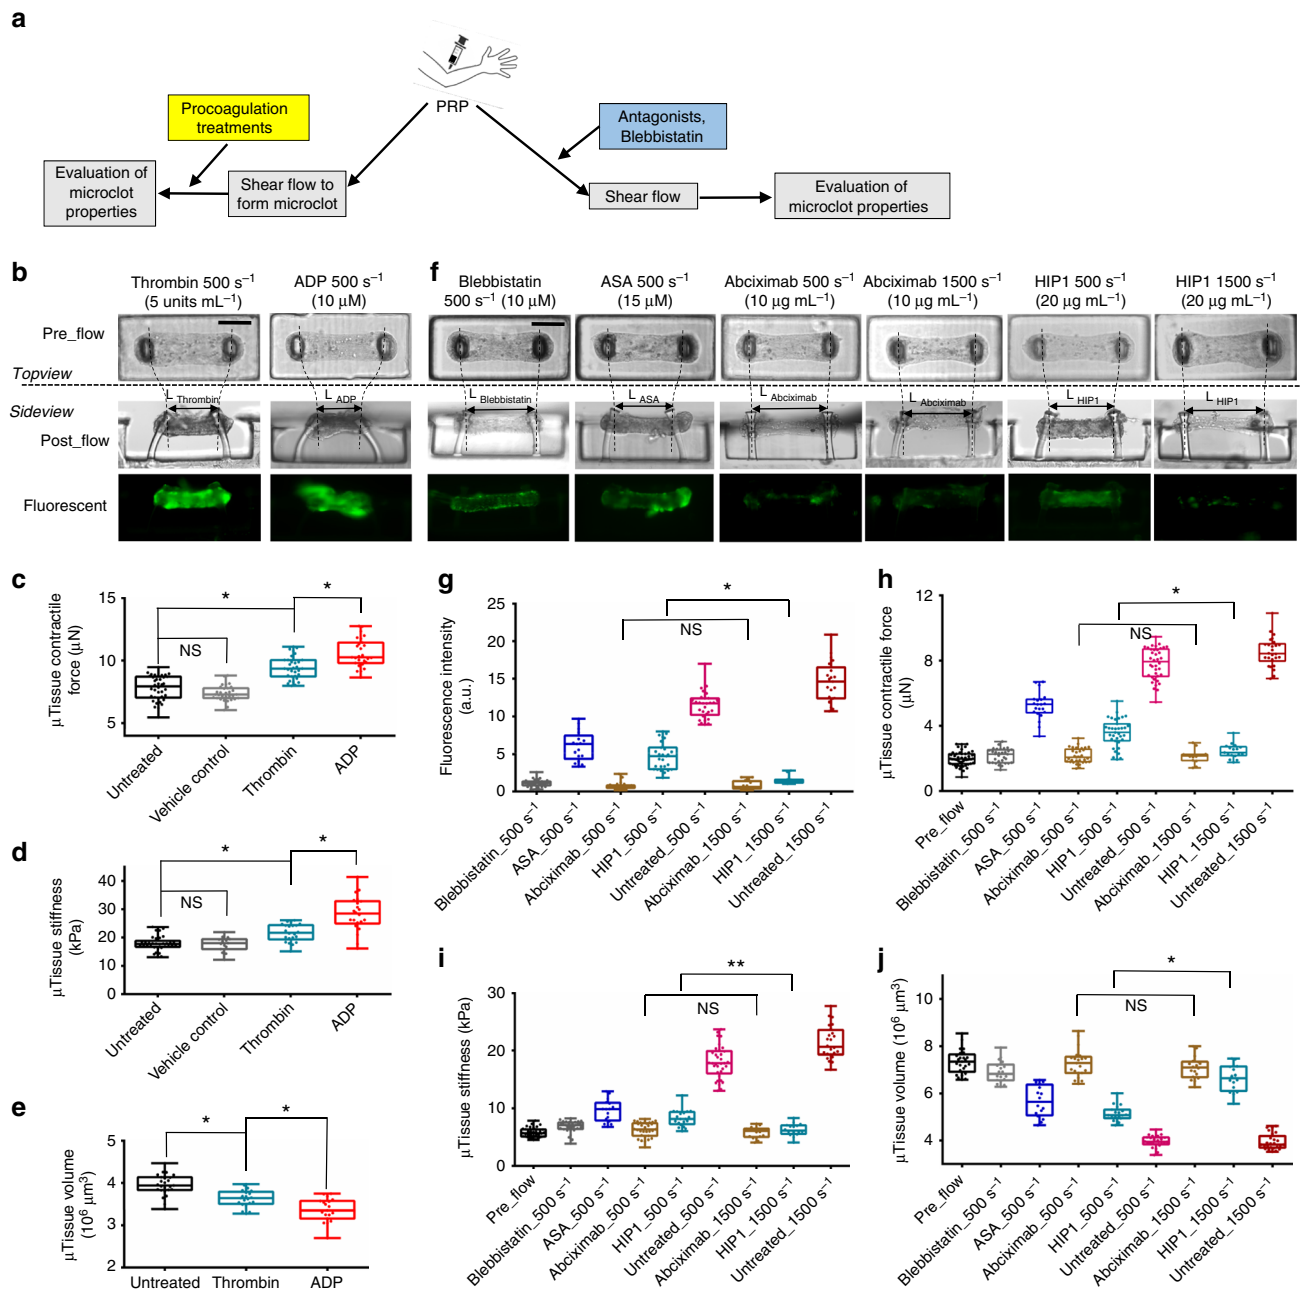 a
PRP
Procoagulation
treatments
Antagonists,
Blebbistatin
Evaluation of
microclot
properties
Shear flow to
form microclot
Shear flow
Evaluation of
microclot properties
b
Thrombin 500 s⁻¹
(5 units mL⁻¹)
ADP 500 s⁻¹
(10 μM)
f
Blebbistatin
500 s⁻¹ (10 μM)
ASA 500 s⁻¹
(15 μM)
Abciximab 500 s⁻¹
(10 μg mL⁻¹)
Abciximab 1500 s⁻¹
(10 μg mL⁻¹)
HIP1 500 s⁻¹
(20 μg mL⁻¹)
HIP1 1500 s⁻¹
(20 μg mL⁻¹)
Pre_flow
Topview
Sideview
Post_flow
L Thrombin
L ADP
L Blebbistatin
L ASA
L Abciximab
L Abciximab
L HIP1
L HIP1
Fluorescent
c
μTissue contractile
force (μN)
15
10
5
*
*
NS
Untreated
Vehicle control
Thrombin
ADP
d
μTissue stiffness
(kPa)
40
30
20
10
0
*
*
NS
Untreated
Vehicle control
Thrombin
ADP
e
μTissue volume
(10⁶ μm³)
5
4
3
2
*
*
Untreated
Thrombin
ADP
g
Fluorescence intensity
(a.u.)
25
20
15
10
5
0
*
NS
Blebbistatin_500 s⁻¹
ASA_500 s⁻¹
Abciximab_500 s⁻¹
HIP1_500 s⁻¹
Untreated_500 s⁻¹
Abciximab_1500 s⁻¹
HIP1_1500 s⁻¹
Untreated_1500 s⁻¹
h
μTissue contractile force
(μN)
12
8
4
0
*
NS
Pre_flow
Blebbistatin_500 s⁻¹
ASA_500 s⁻¹
Abciximab_500 s⁻¹
HIP1_500 s⁻¹
Untreated_500 s⁻¹
Abciximab_1500 s⁻¹
HIP1_1500 s⁻¹
Untreated_1500 s⁻¹
i
μTissue stiffness (kPa)
30
20
10
0
**
NS
Pre_flow
Blebbistatin_500 s⁻¹
ASA_500 s⁻¹
Abciximab_500 s⁻¹
HIP1_500 s⁻¹
Untreated_500 s⁻¹
Abciximab_1500 s⁻¹
HIP1_1500 s⁻¹
Untreated_1500 s⁻¹
j
μTissue volume (10⁶ μm³)
10
8
6
4
*
NS
Pre_flow
Blebbistatin_500 s⁻¹
ASA_500 s⁻¹
Abciximab_500 s⁻¹
HIP1_500 s⁻¹
Untreated_500 s⁻¹
Abciximab_1500 s⁻¹
HIP1_1500 s⁻¹
Untreated_1500 s⁻¹